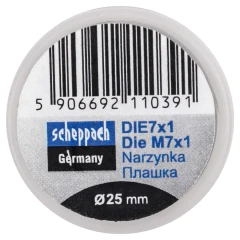 5 906692 110391
scheppach
Germany
DIE7x1
Die M7x1
Narzynka
Плашка
Ø25 mm